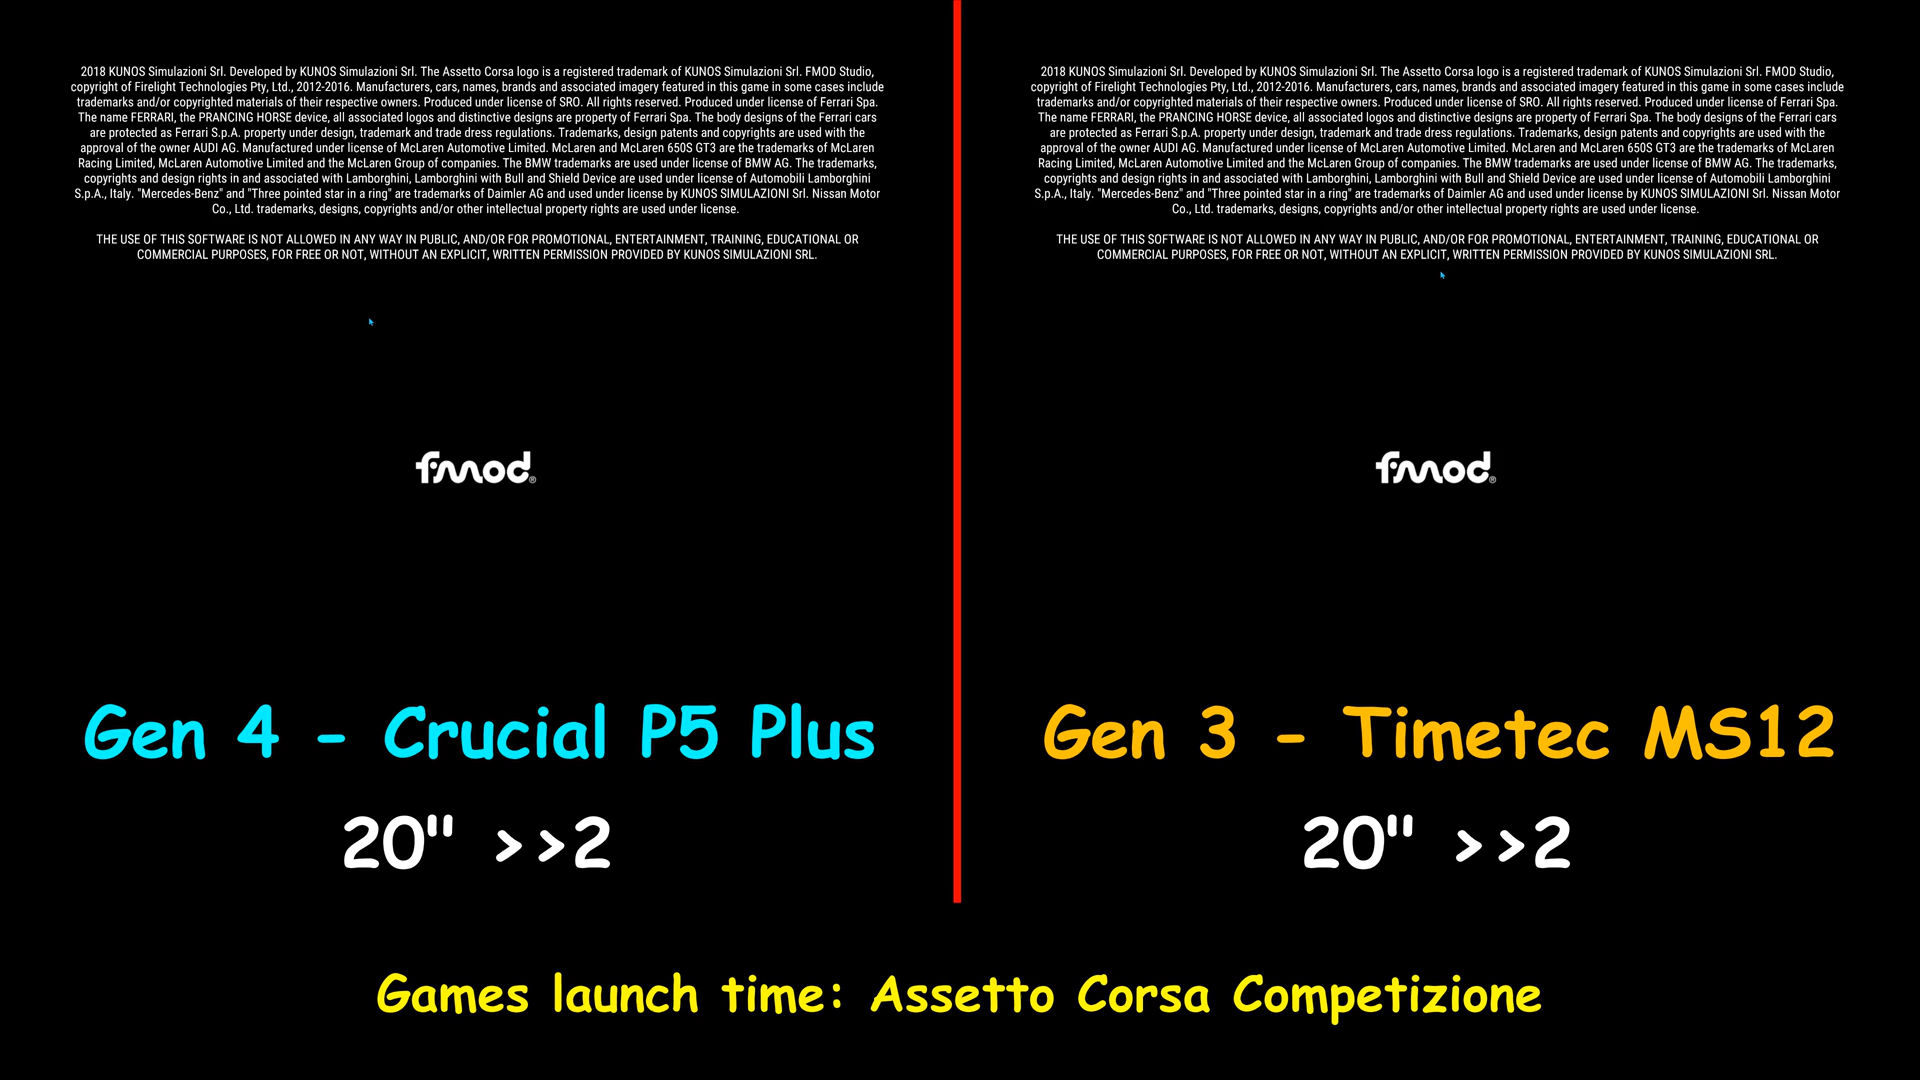 2018 KUNOS Simulazioni Srl. Developed by KUNOS Simulazioni Srl. The Assetto Corsa logo is a registered trademark of KUNOS Simulazioni Srl. FMOD Studio,
copyright of Firelight Technologies Pty, Ltd., 2012-2016. Manufacturers, cars, names, brands and associated imagery featured in this game in some cases include
trademarks and/or copyrighted materials of their respective owners. Produced under license of SRO. All rights reserved. Produced under license of Ferrari Spa.
The name FERRARI, the PRANCING HORSE device, all associated logos and distinctive designs are property of Ferrari Spa. The body designs of the Ferrari cars
are protected as Ferrari S.p.A. property under design, trademark and trade dress regulations. Trademarks, design patents and copyrights are used with the
approval of the owner AUDI AG. Manufactured under license of McLaren Automotive Limited. McLaren and McLaren 650S GT3 are the trademarks of McLaren
Racing Limited, McLaren Automotive Limited and the McLaren Group of companies. The BMW trademarks are used under license of BMW AG. The trademarks,
copyrights and design rights in and associated with Lamborghini, Lamborghini with Bull and Shield Device are used under license of Automobili Lamborghini
S.p.A., Italy. "Mercedes-Benz" and "Three pointed star in a ring" are trademarks of Daimler AG and used under license by KUNOS SIMULAZIONI Srl. Nissan Motor
Co., Ltd. trademarks, designs, copyrights and/or other intellectual property rights are used under license.
THE USE OF THIS SOFTWARE IS NOT ALLOWED IN ANY WAY IN PUBLIC, AND/OR FOR PROMOTIONAL, ENTERTAINMENT, TRAINING, EDUCATIONAL OR
COMMERCIAL PURPOSES, FOR FREE OR NOT, WITHOUT AN EXPLICIT, WRITTEN PERMISSION PROVIDED BY KUNOS SIMULAZIONI SRL.
fmod®
Gen 4 - Crucial P5 Plus
20" >>2
2018 KUNOS Simulazioni Srl. Developed by KUNOS Simulazioni Srl. The Assetto Corsa logo is a registered trademark of KUNOS Simulazioni Srl. FMOD Studio,
copyright of Firelight Technologies Pty, Ltd., 2012-2016. Manufacturers, cars, names, brands and associated imagery featured in this game in some cases include
trademarks and/or copyrighted materials of their respective owners. Produced under license of SRO. All rights reserved. Produced under license of Ferrari Spa.
The name FERRARI, the PRANCING HORSE device, all associated logos and distinctive designs are property of Ferrari Spa. The body designs of the Ferrari cars
are protected as Ferrari S.p.A. property under design, trademark and trade dress regulations. Trademarks, design patents and copyrights are used with the
approval of the owner AUDI AG. Manufactured under license of McLaren Automotive Limited. McLaren and McLaren 650S GT3 are the trademarks of McLaren
Racing Limited, McLaren Automotive Limited and the McLaren Group of companies. The BMW trademarks are used under license of BMW AG. The trademarks,
copyrights and design rights in and associated with Lamborghini, Lamborghini with Bull and Shield Device are used under license of Automobili Lamborghini
S.p.A., Italy. "Mercedes-Benz" and "Three pointed star in a ring" are trademarks of Daimler AG and used under license by KUNOS SIMULAZIONI Srl. Nissan Motor
Co., Ltd. trademarks, designs, copyrights and/or other intellectual property rights are used under license.
THE USE OF THIS SOFTWARE IS NOT ALLOWED IN ANY WAY IN PUBLIC, AND/OR FOR PROMOTIONAL, ENTERTAINMENT, TRAINING, EDUCATIONAL OR
COMMERCIAL PURPOSES, FOR FREE OR NOT, WITHOUT AN EXPLICIT, WRITTEN PERMISSION PROVIDED BY KUNOS SIMULAZIONI SRL.
fmod®
Gen 3 - Timetec MS12
20" >>2
Games launch time: Assetto Corsa Competizione